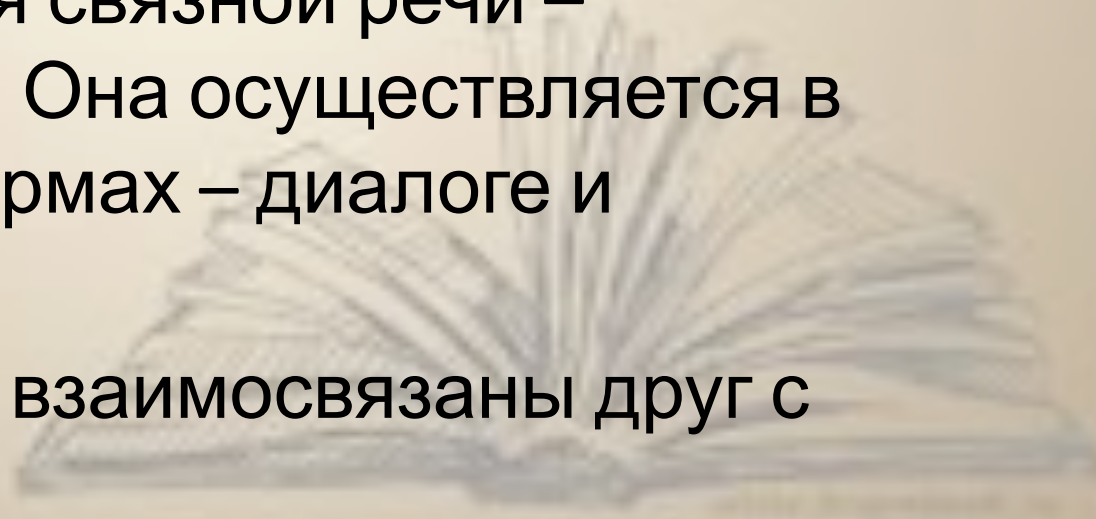 я связной речи –
Она осуществляется в
рмах – диалоге и
взаимосвязаны друг с